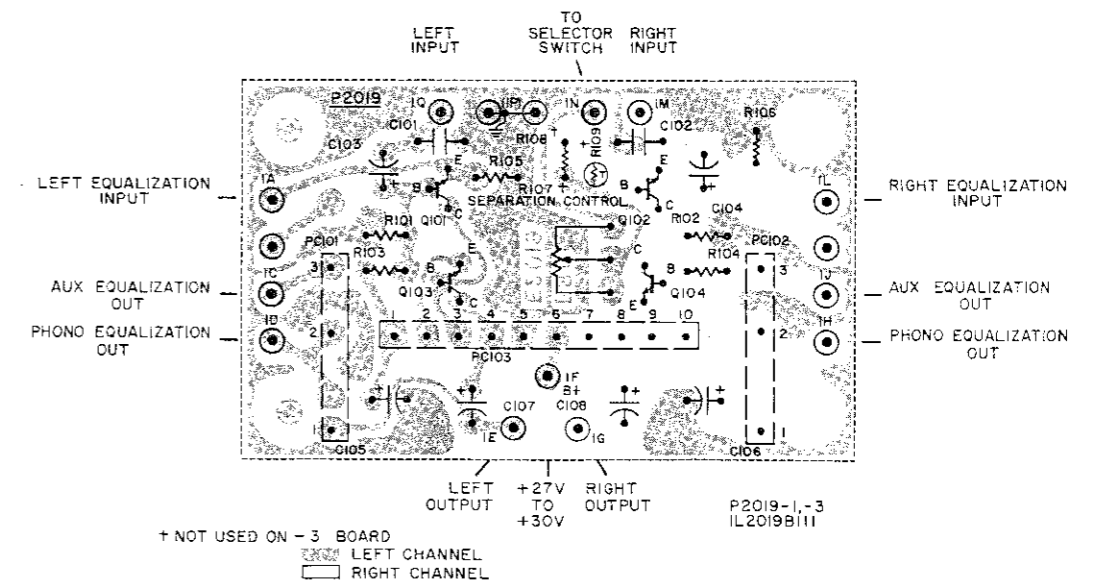 TO
LEFT SELECTOR RIGHT
INPUT SWITCH INPUT
P2019 1Q 1P 1N 1M R106
C101 R108 † † R109 C102
C103 E R105 T E
+ B R107 † B +
LEFT EQUALIZATION 1A 1L RIGHT EQUALIZATION
INPUT INPUT
C SEPARATION CONTROL C
R101 Q101 Q102 R102 C104
PC101 PC102
R103 E C R104
3 B B 3
1C Q103 Q104 1J
AUX EQUALIZATION C E AUX EQUALIZATION
OUT OUT
1D 1H
PHONO EQUALIZATION 2 1 2 3 4 5 6 7 8 9 10 2 PHONO EQUALIZATION
OUT OUT
PC103
1F
B+
+ + + +
C107 C108
1 1E 1G 1
C105 C106
LEFT +27V RIGHT
OUTPUT TO OUTPUT
+30V
P2019-1,-3
1L2019B111
† NOT USED ON -3 BOARD
LEFT CHANNEL
RIGHT CHANNEL